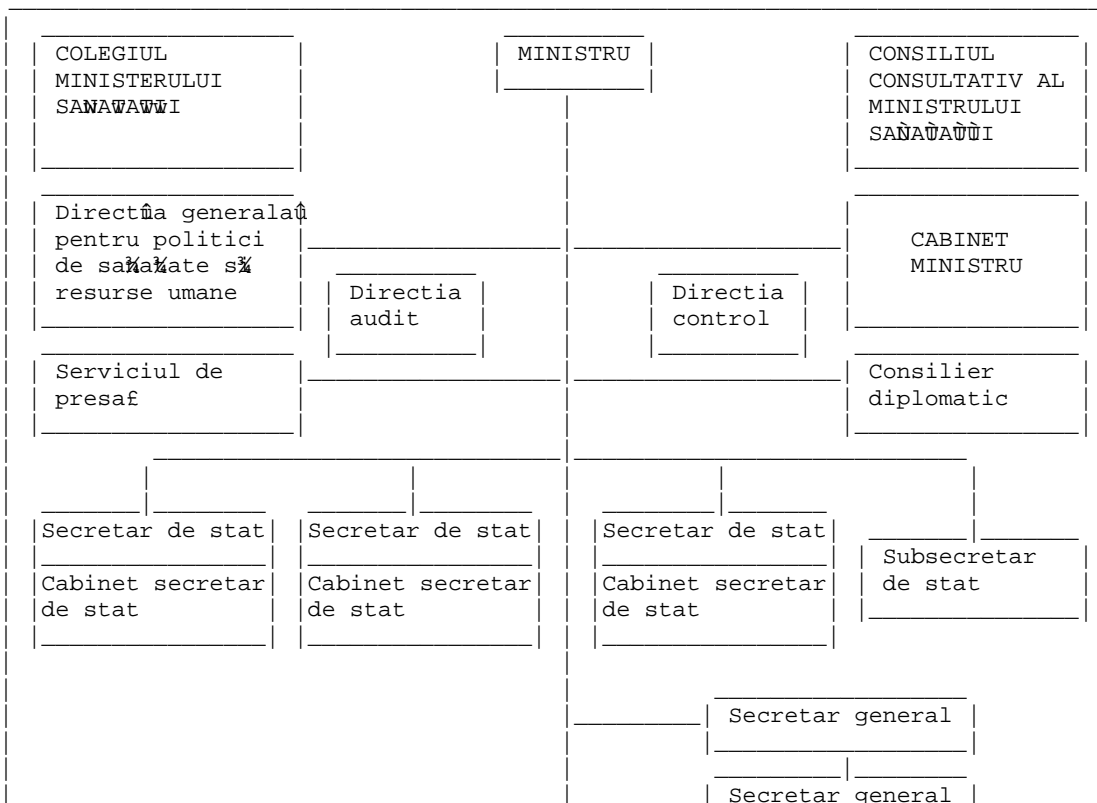 COLEGIUL
MINISTERULUI
MINISTRU
CONSILIUL
CONSULTATIV AL
MINISTRULUI
generala
pentru politici
de
resurse umane
CABINET
MINISTRU
Directia
audit
Directia
control
Serviciul de
Consilier
diplomatic
Secretar de stat
Cabinet secretar
de stat
Secretar de stat
Cabinet secretar
de stat
Secretar de stat
Cabinet secretar
de stat
Subsecretar
de stat
Secretar general
Secretar general